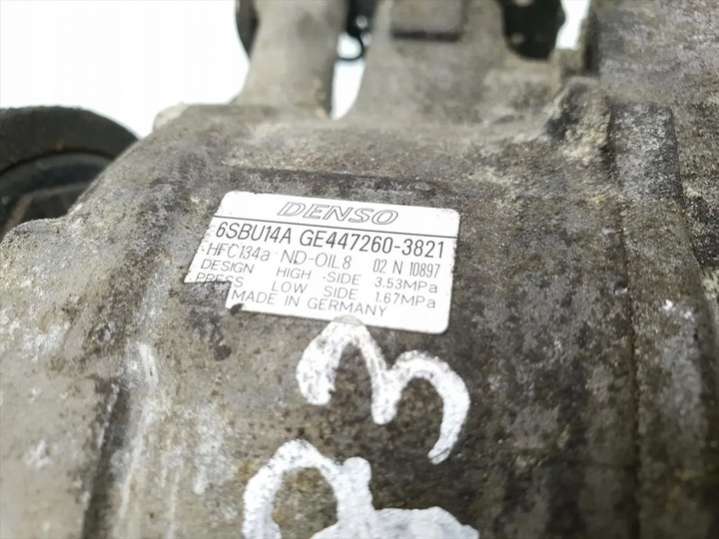 DENSO
6SBU14A GE447260-3821
HFC134a ND-OIL8 02 N 10897
DESIGN HIGH -SIDE 3.53MPa
PRESS LOW SIDE 1.67MPa
MADE IN GERMANY
3